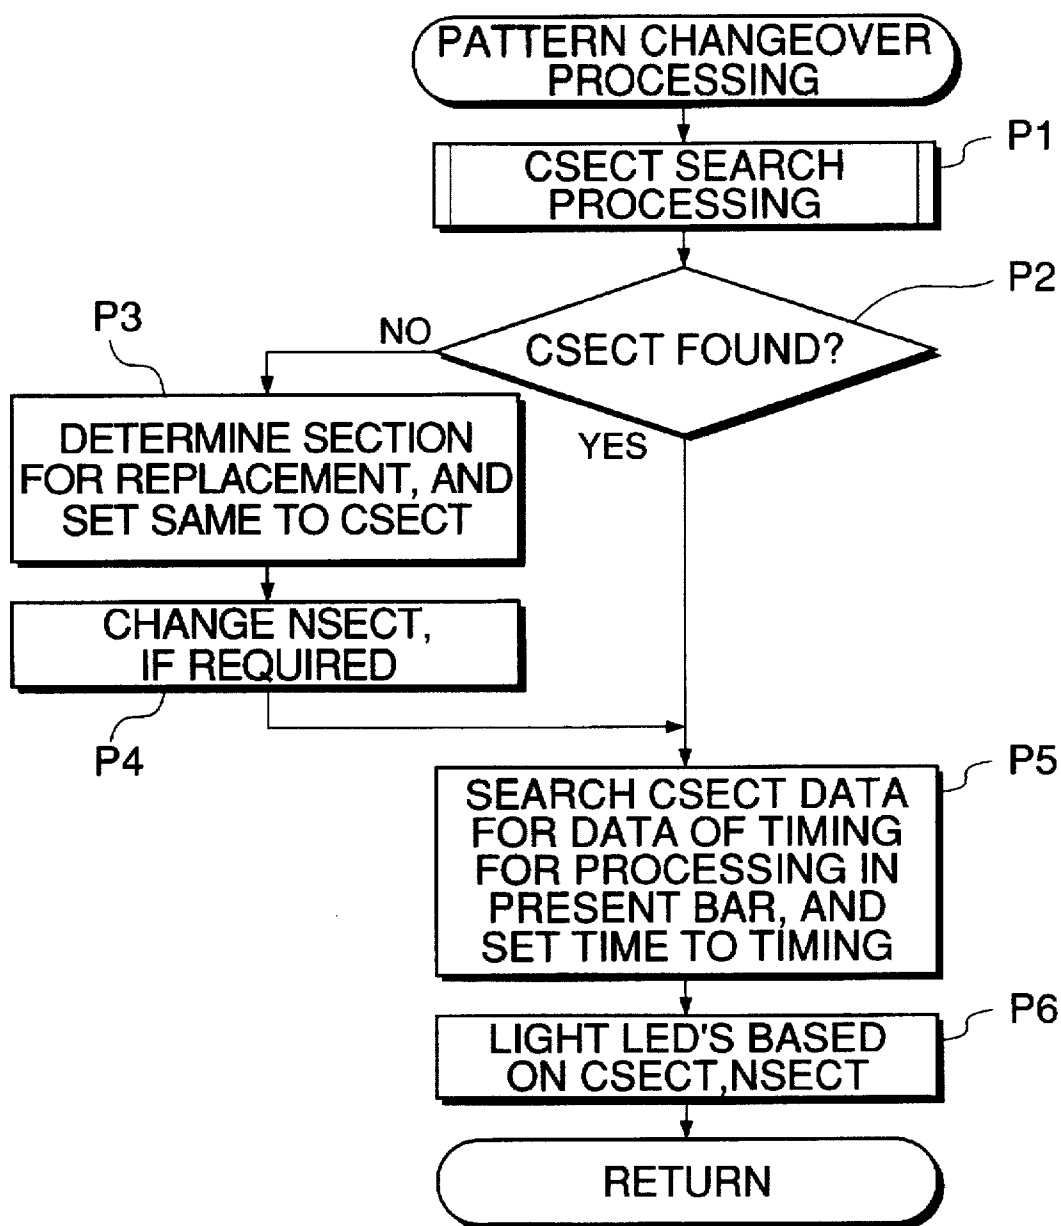 PATTERN CHANGEOVER
PROCESSING
P1
CSECT SEARCH
PROCESSING
P2
CSECT FOUND?
NO
YES
P3
DETERMINE SECTION
FOR REPLACEMENT, AND
SET SAME TO CSECT
CHANGE NSECT,
IF REQUIRED
P4
P5
SEARCH CSECT DATA
FOR DATA OF TIMING
FOR PROCESSING IN
PRESENT BAR, AND
SET TIME TO TIMING
P6
LIGHT LED'S BASED
ON CSECT,NSECT
RETURN